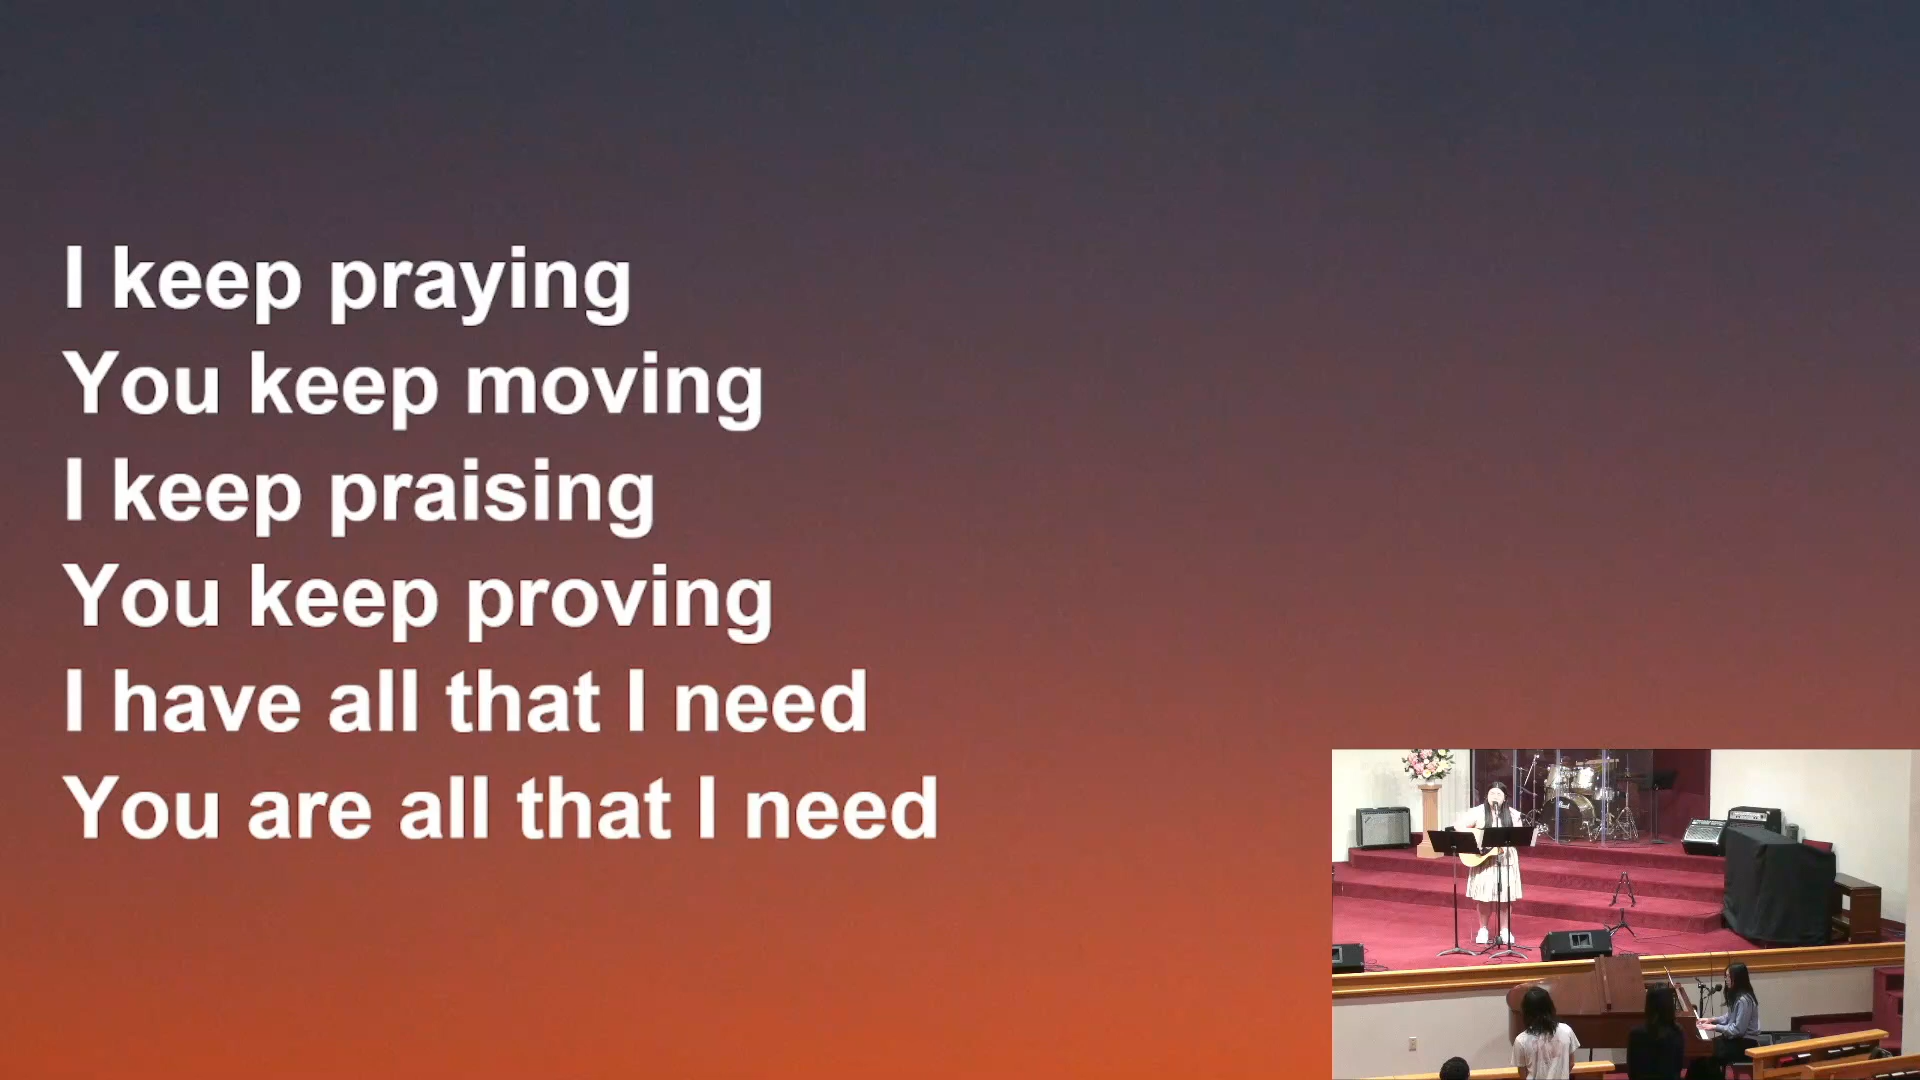 I keep praying
You keep moving
I keep praising
You keep proving
I have all that I need
You are all that I need